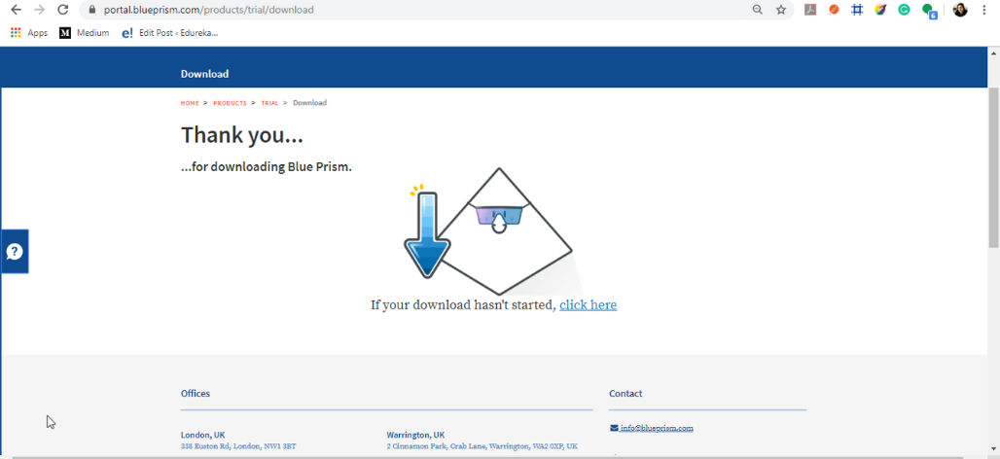 portal.blueprism.com/products/trial/download
Apps M Medium e! Edit Post ‹ Edureka...
6
Download
HOME > PRODUCTS > TRIAL > Download
Thank you...
...for downloading Blue Prism.
?
If your download hasn't started, click here
Offices
Contact
London, UK
338 Euston Rd, London, NW1 3BT
Warrington, UK
2 Cinnamon Park, Crab Lane, Warrington, WA2 0XP, UK
info@blueprism.com